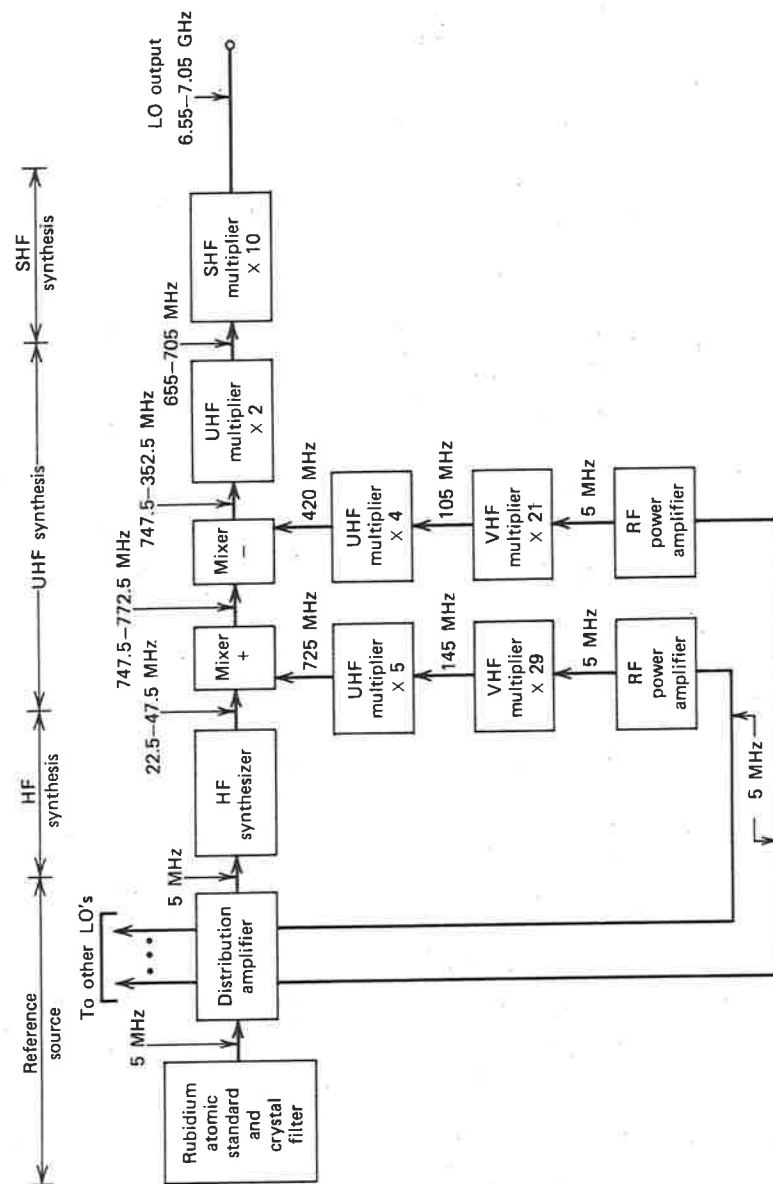 Reference
source
HF
synthesis
UHF synthesis
SHF
synthesis
To other LO's
Rubidium
atomic
standard
and
crystal
filter
5 MHz
Distribution
amplifier
5 MHz
HF
synthesizer
22.5–47.5 MHz
Mixer
+
747.5–772.5 MHz
Mixer
–
747.5–352.5 MHz
UHF
multiplier
× 2
655–705 MHz
SHF
multiplier
× 10
LO output
6.55–7.05 GHz
725 MHz
UHF
multiplier
× 5
145 MHz
VHF
multiplier
× 29
5 MHz
RF
power
amplifier
420 MHz
UHF
multiplier
× 4
105 MHz
VHF
multiplier
× 21
5 MHz
RF
power
amplifier
5 MHz